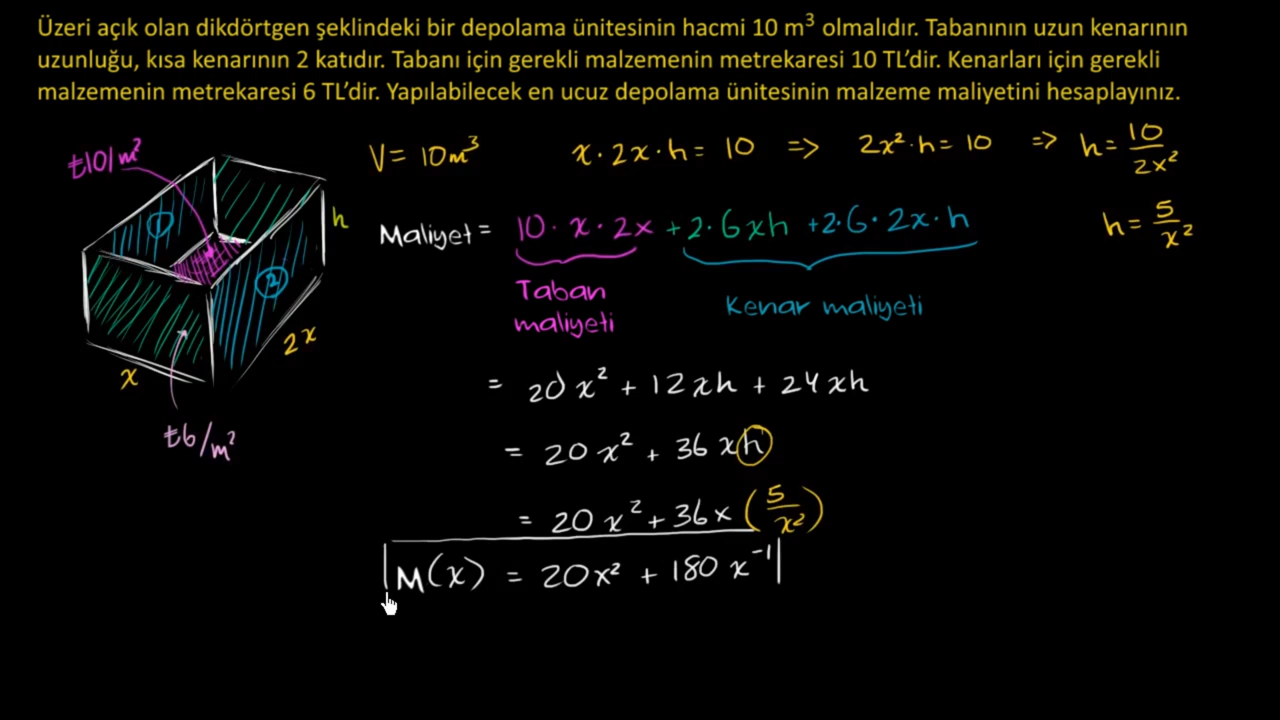 Üzeri açık olan dikdörtgen şeklindeki bir depolama ünitesinin hacmi 10 m³ olmalıdır. Tabanının uzun kenarının
uzunluğu, kısa kenarının 2 katıdır. Tabanı için gerekli malzemenin metrekaresi 10 TL’dir. Kenarları için gerekli
malzemenin metrekaresi 6 TL’dir. Yapılabilecek en ucuz depolama ünitesinin malzeme maliyetini hesaplayınız.
₺10/m²
V = 10m³ x · 2x · h = 10 => 2x² · h = 10 => h = 10/2x²
1
h
Maliyet = 10 · x · 2x + 2 · 6xh + 2 · 6 · 2x · h h = 5/x²
2
Taban
maliyeti
Kenar maliyeti
2x
x
₺6/m²
= 20x² + 12xh + 24xh
= 20x² + 36xh
= 20x² + 36x (5/x²)
M(x) = 20x² + 180x⁻¹